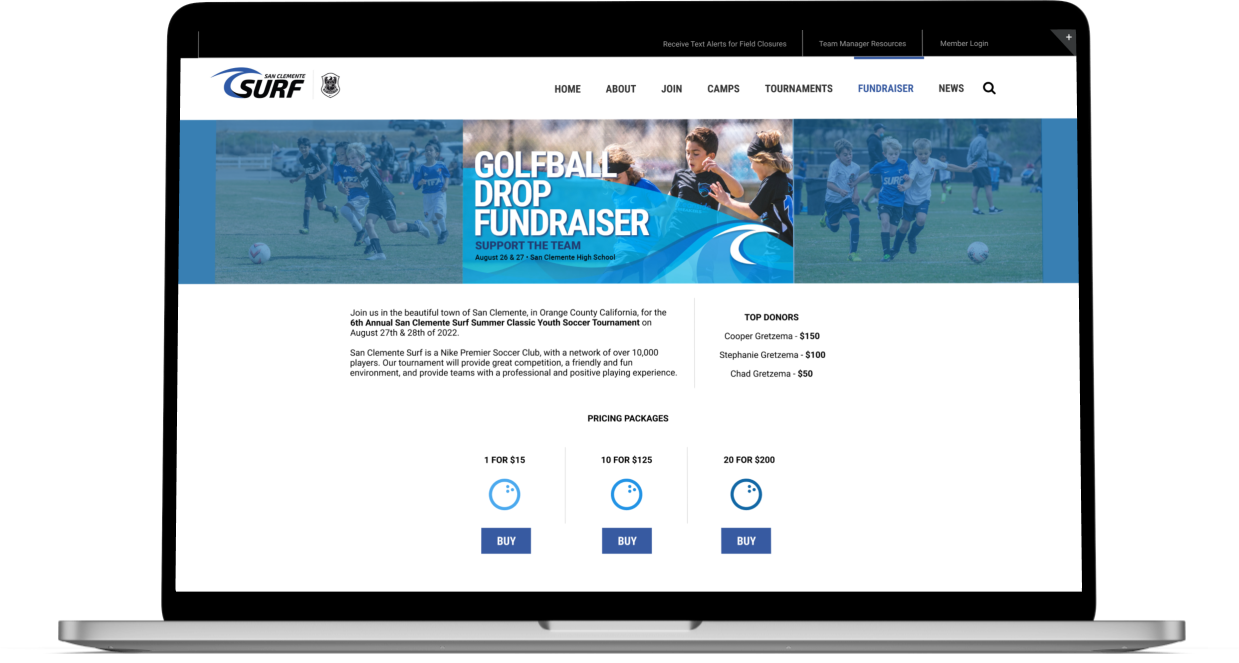 Receive Text Alerts for Field Closures
Team Manager Resources
Member Login
+
SAN CLEMENTE
SURF
HOME
ABOUT
JOIN
CAMPS
TOURNAMENTS
FUNDRAISER
NEWS
GOLFBALL
DROP
FUNDRAISER
SUPPORT THE TEAM
August 26 & 27 • San Clemente High School
SURF
Join us in the beautiful town of San Clemente, in Orange County California, for the
6th Annual San Clemente Surf Summer Classic Youth Soccer Tournament on
August 27th & 28th of 2022.
San Clemente Surf is a Nike Premier Soccer Club, with a network of over 10,000
players. Our tournament will provide great competition, a friendly and fun
environment, and provide teams with a professional and positive playing experience.
TOP DONORS
Cooper Gretzema - $150
Stephanie Gretzema - $100
Chad Gretzema - $50
PRICING PACKAGES
1 FOR $15
10 FOR $125
20 FOR $200
BUY
BUY
BUY